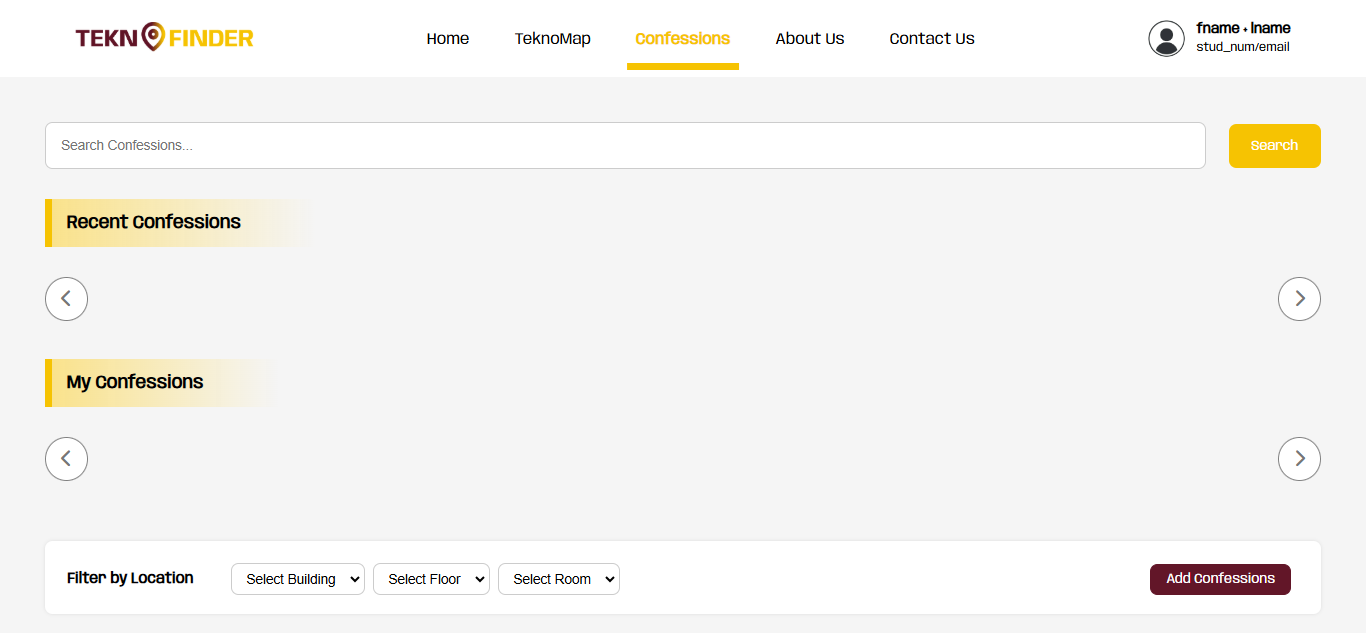 TEKNOFINDER
Home TeknoMap Confessions About Us Contact Us
fname + lname
stud_num/email
Search Confessions...
Search
Recent Confessions
My Confessions
Filter by Location Select Building Select Floor Select Room Add Confessions